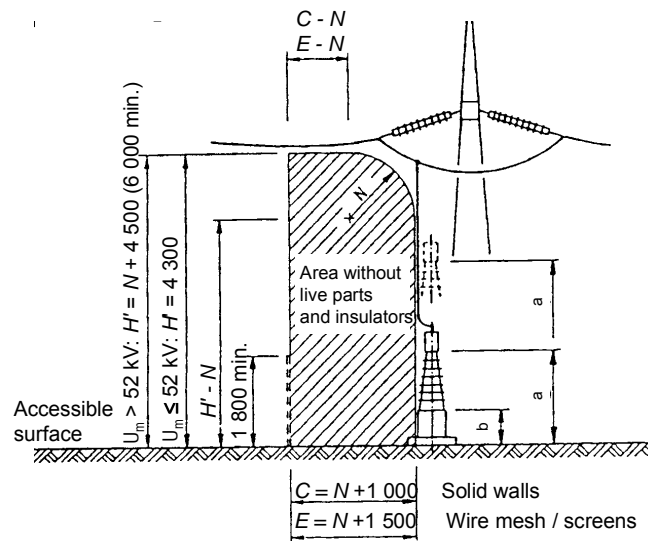 C - N
E - N
U_m > 52 kV: H' = N + 4 500 (6 000 min.)
U_m ≤ 52 kV: H' = 4 300
H' - N
1 800 min.
N
Area without
live parts
and insulators
a
a
b
Accessible
surface
C = N +1 000 Solid walls
E = N +1 500 Wire mesh / screens